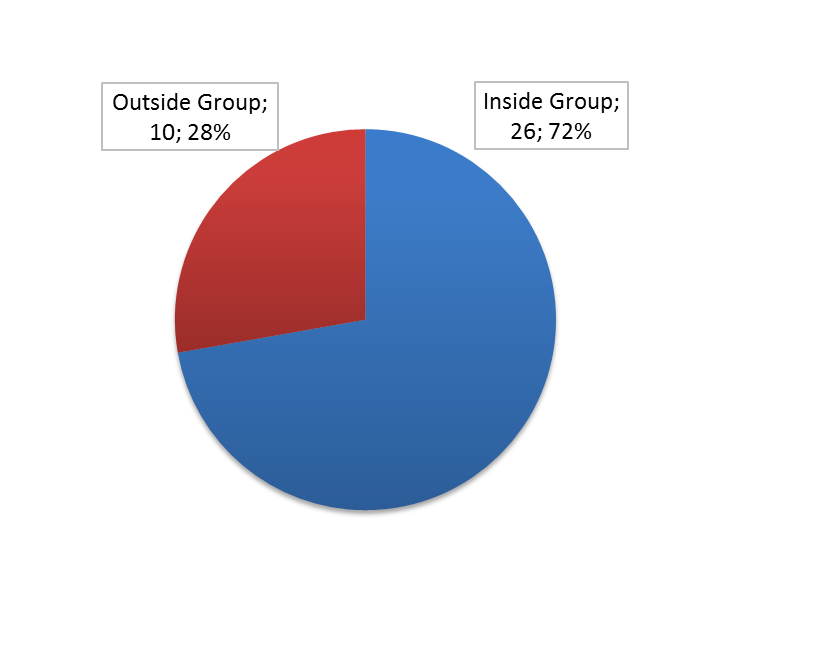 Outside Group;
10; 28%
Inside Group;
26; 72%